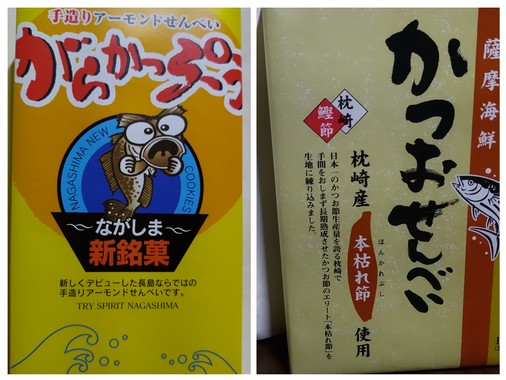 手造りアーモンドせんべい
がらかっぷっ
NAGASHIMA NEW
COOKIES
ながしま
新銘菓
新しくデビューした長島ならではの
手造りアーモンドせんべいです。
TRY SPIRIT NAGASHIMA
薩摩海鮮
かつおせんべい
枕崎
鰹節
枕崎産
本枯れ節
ほんかれぶし
使用
日本一のかつお節生産量を誇る枕崎で
手間をおしまず長期熟成させたかつお節のエリート「本枯れ節」を
生地に練り込みました。